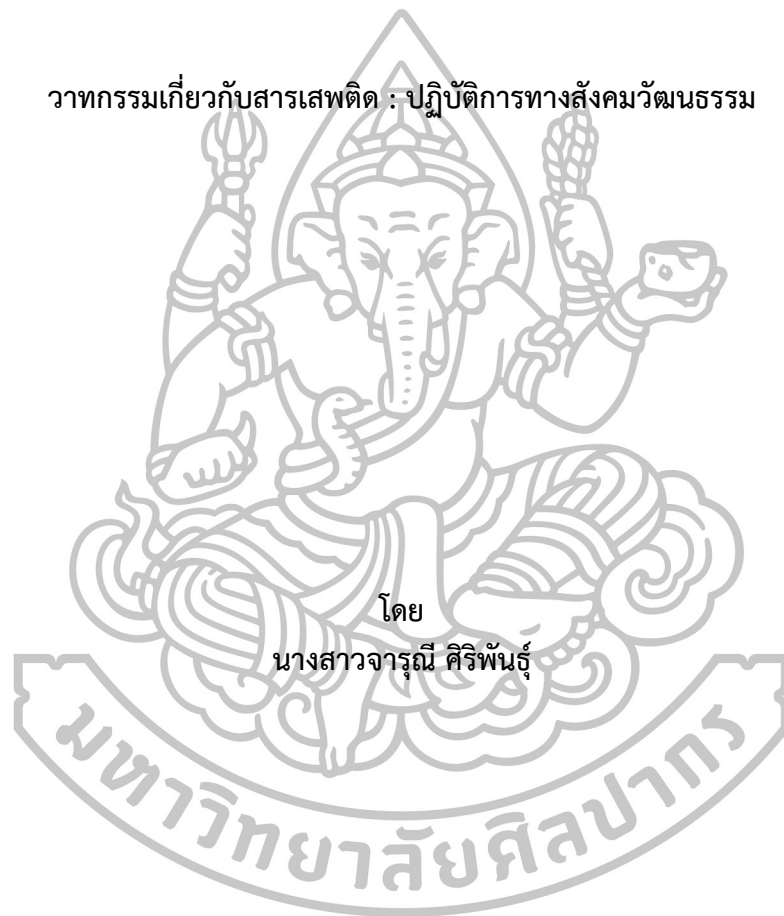 วาทกรรมเกี่ยวกับสารเสพติด : ปฏิบัติการทางสังคมวัฒนธรรม
โดย
นางสาวจารุณี ศิริพันธุ์
มหาวิทยาลัยศิลปากร